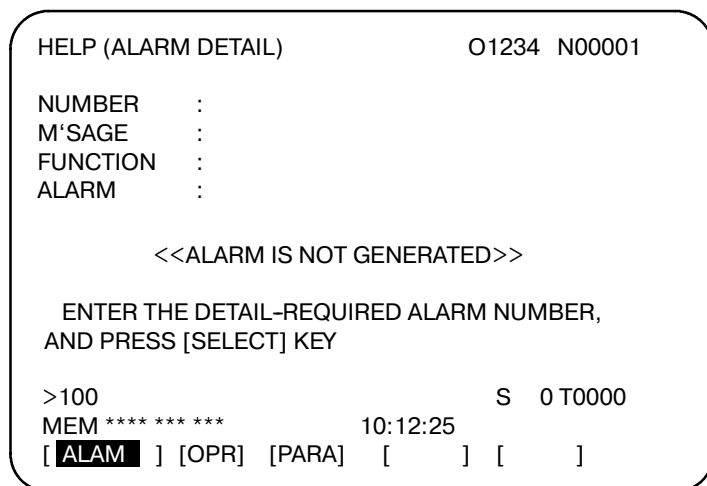 HELP (ALARM DETAIL) O1234 N00001
NUMBER :
M‘SAGE :
FUNCTION :
ALARM :
<<ALARM IS NOT GENERATED>>
ENTER THE DETAIL–REQUIRED ALARM NUMBER,
AND PRESS [SELECT] KEY
>100 S 0 T0000
MEM **** *** *** 10:12:25
[ ALAM ] [OPR] [PARA] [ ] [ ]